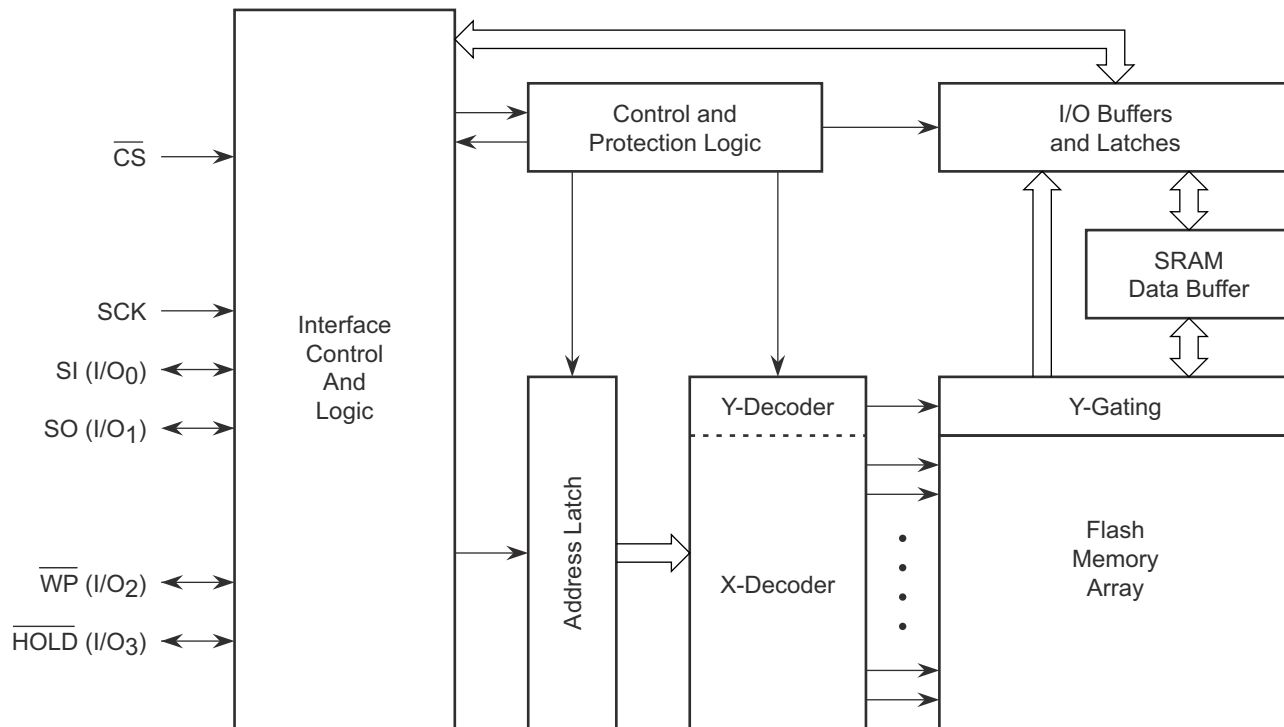 CS
SCK
SI (I/O0)
SO (I/O1)
WP (I/O2)
HOLD (I/O3)
Interface
Control
And
Logic
Control and
Protection Logic
I/O Buffers
and Latches
SRAM
Data Buffer
Address Latch
Y-Decoder
X-Decoder
Y-Gating
Flash
Memory
Array